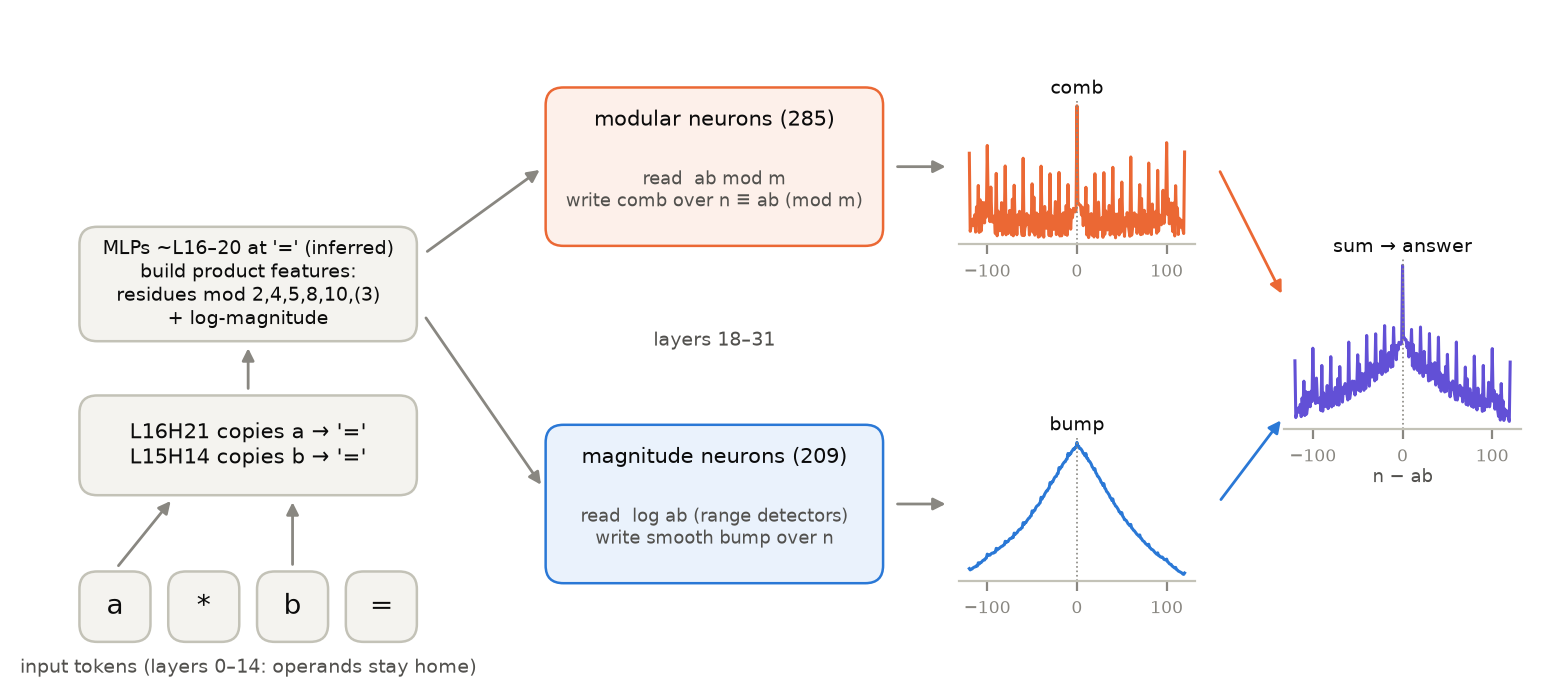 comb
modular neurons (285)
read ab mod m
write comb over n ≡ ab (mod m)
−100 0 100
MLPs ~L16–20 at '=' (inferred)
build product features:
residues mod 2,4,5,8,10,(3)
+ log-magnitude
sum → answer
layers 18–31
L16H21 copies a → '='
L15H14 copies b → '='
bump
magnitude neurons (209)
read log ab (range detectors)
write smooth bump over n
−100 0 100
n − ab
−100 0 100
a * b =
input tokens (layers 0–14: operands stay home)